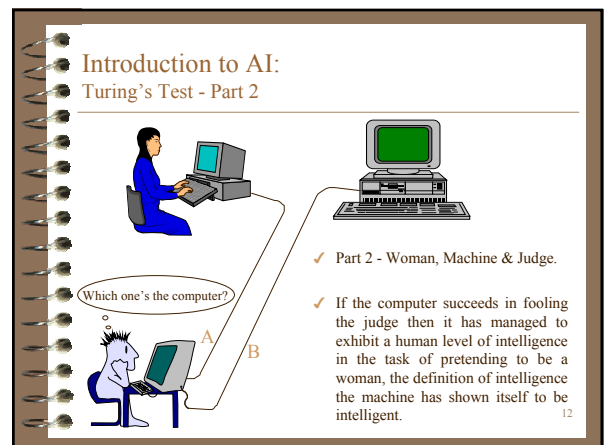 Introduction to AI:
Turing's Test - Part 2
Which one's the computer?
A
B
✓ Part 2 - Woman, Machine & Judge.
✓ If the computer succeeds in fooling
the judge then it has managed to
exhibit a human level of intelligence
in the task of pretending to be a
woman, the definition of intelligence
the machine has shown itself to be
intelligent.
12